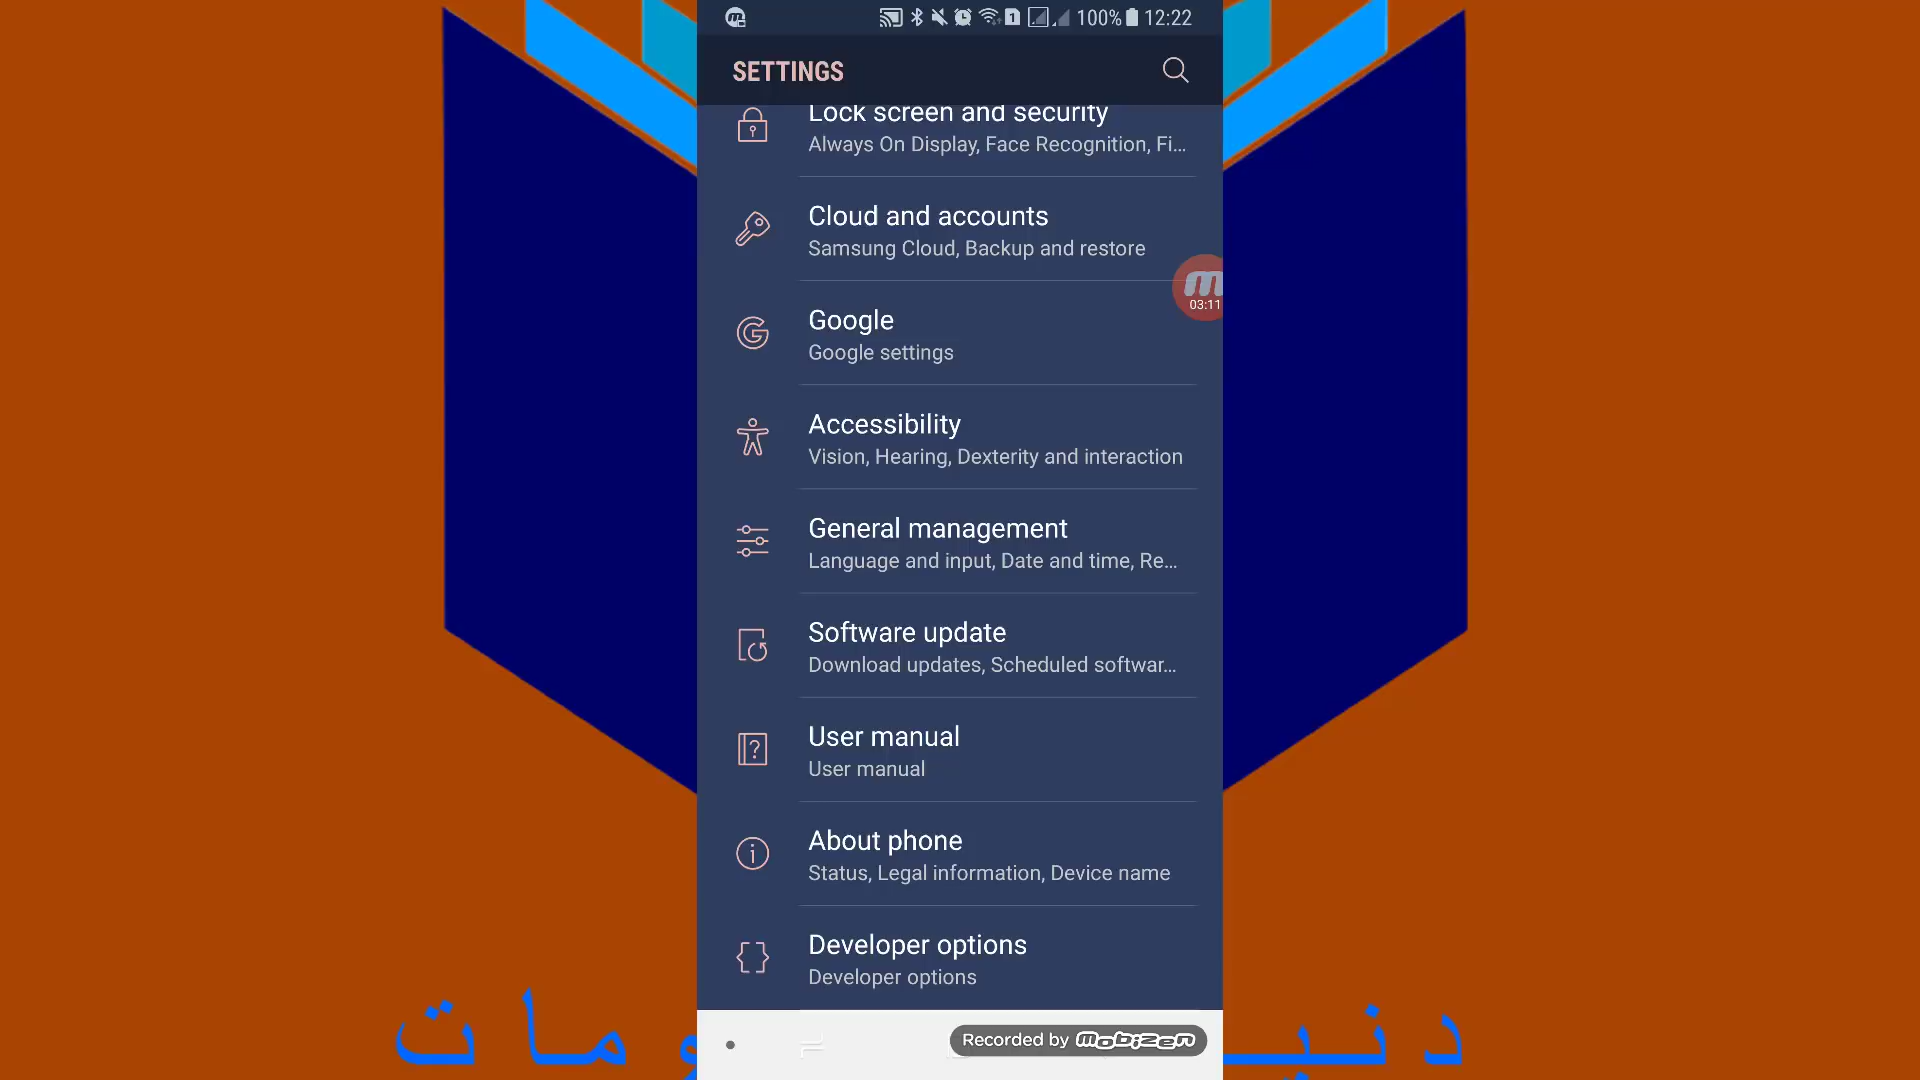 100% 12:22
SETTINGS
Lock screen and security
Always On Display, Face Recognition, Fi...
Cloud and accounts
Samsung Cloud, Backup and restore
03:11
Google
Google settings
Accessibility
Vision, Hearing, Dexterity and interaction
General management
Language and input, Date and time, Re...
Software update
Download updates, Scheduled softwar...
User manual
User manual
About phone
Status, Legal information, Device name
Developer options
Developer options
Recorded by mobizen